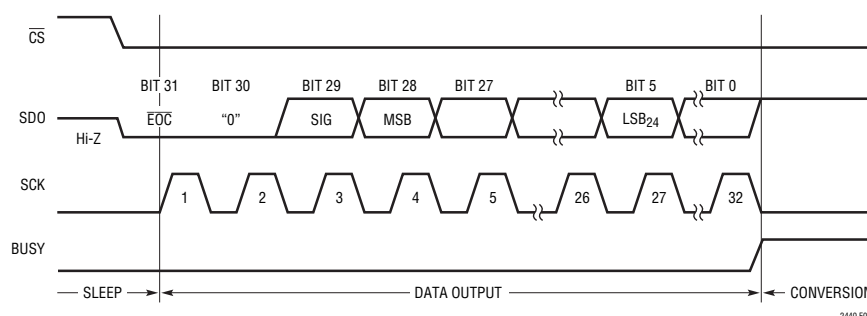 CS
BIT 31 BIT 30 BIT 29 BIT 28 BIT 27 BIT 5 BIT 0
SDO EOC "0" SIG MSB LSB24
Hi-Z
SCK 1 2 3 4 5 26 27 32
BUSY
SLEEP DATA OUTPUT CONVERSION